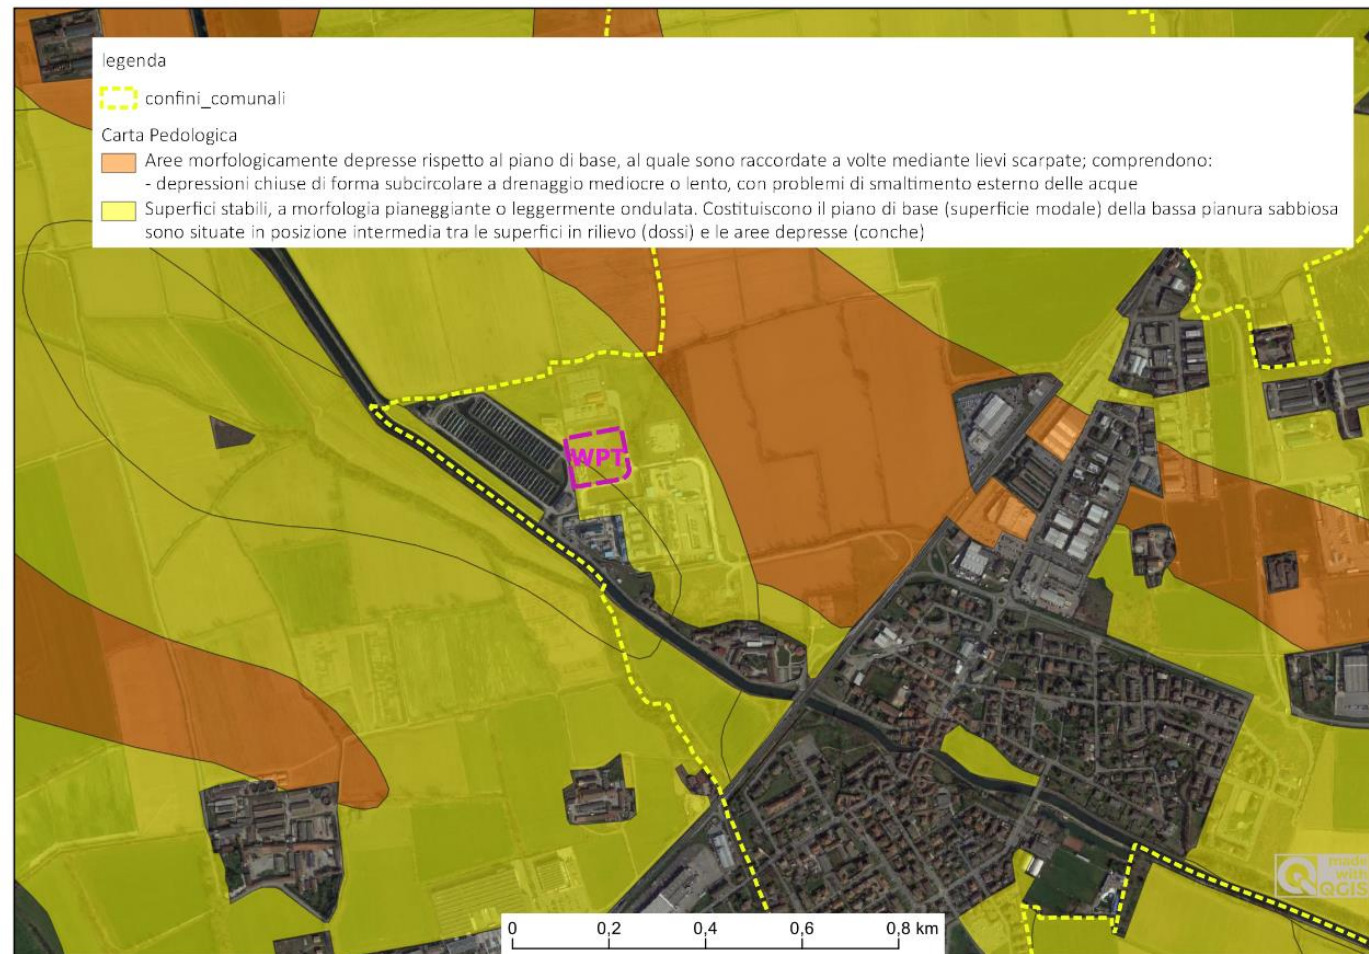 legenda
confini_comunali
Carta Pedologica
Aree morfologicamente depresse rispetto al piano di base, al quale sono raccordate a volte mediante lievi scarpate; comprendono:
- depressioni chiuse di forma subcircolare a drenaggio mediocre o lento, con problemi di smaltimento esterno delle acque
Superfici stabili, a morfologia pianeggiante o leggermente ondulata. Costituiscono il piano di base (superficie modale) della bassa pianura sabbiosa
sono situate in posizione intermedia tra le superfici in rilievo (dossi) e le aree depresse (conche)
WPT
made
with
QGIS
0 0,2 0,4 0,6 0,8 km